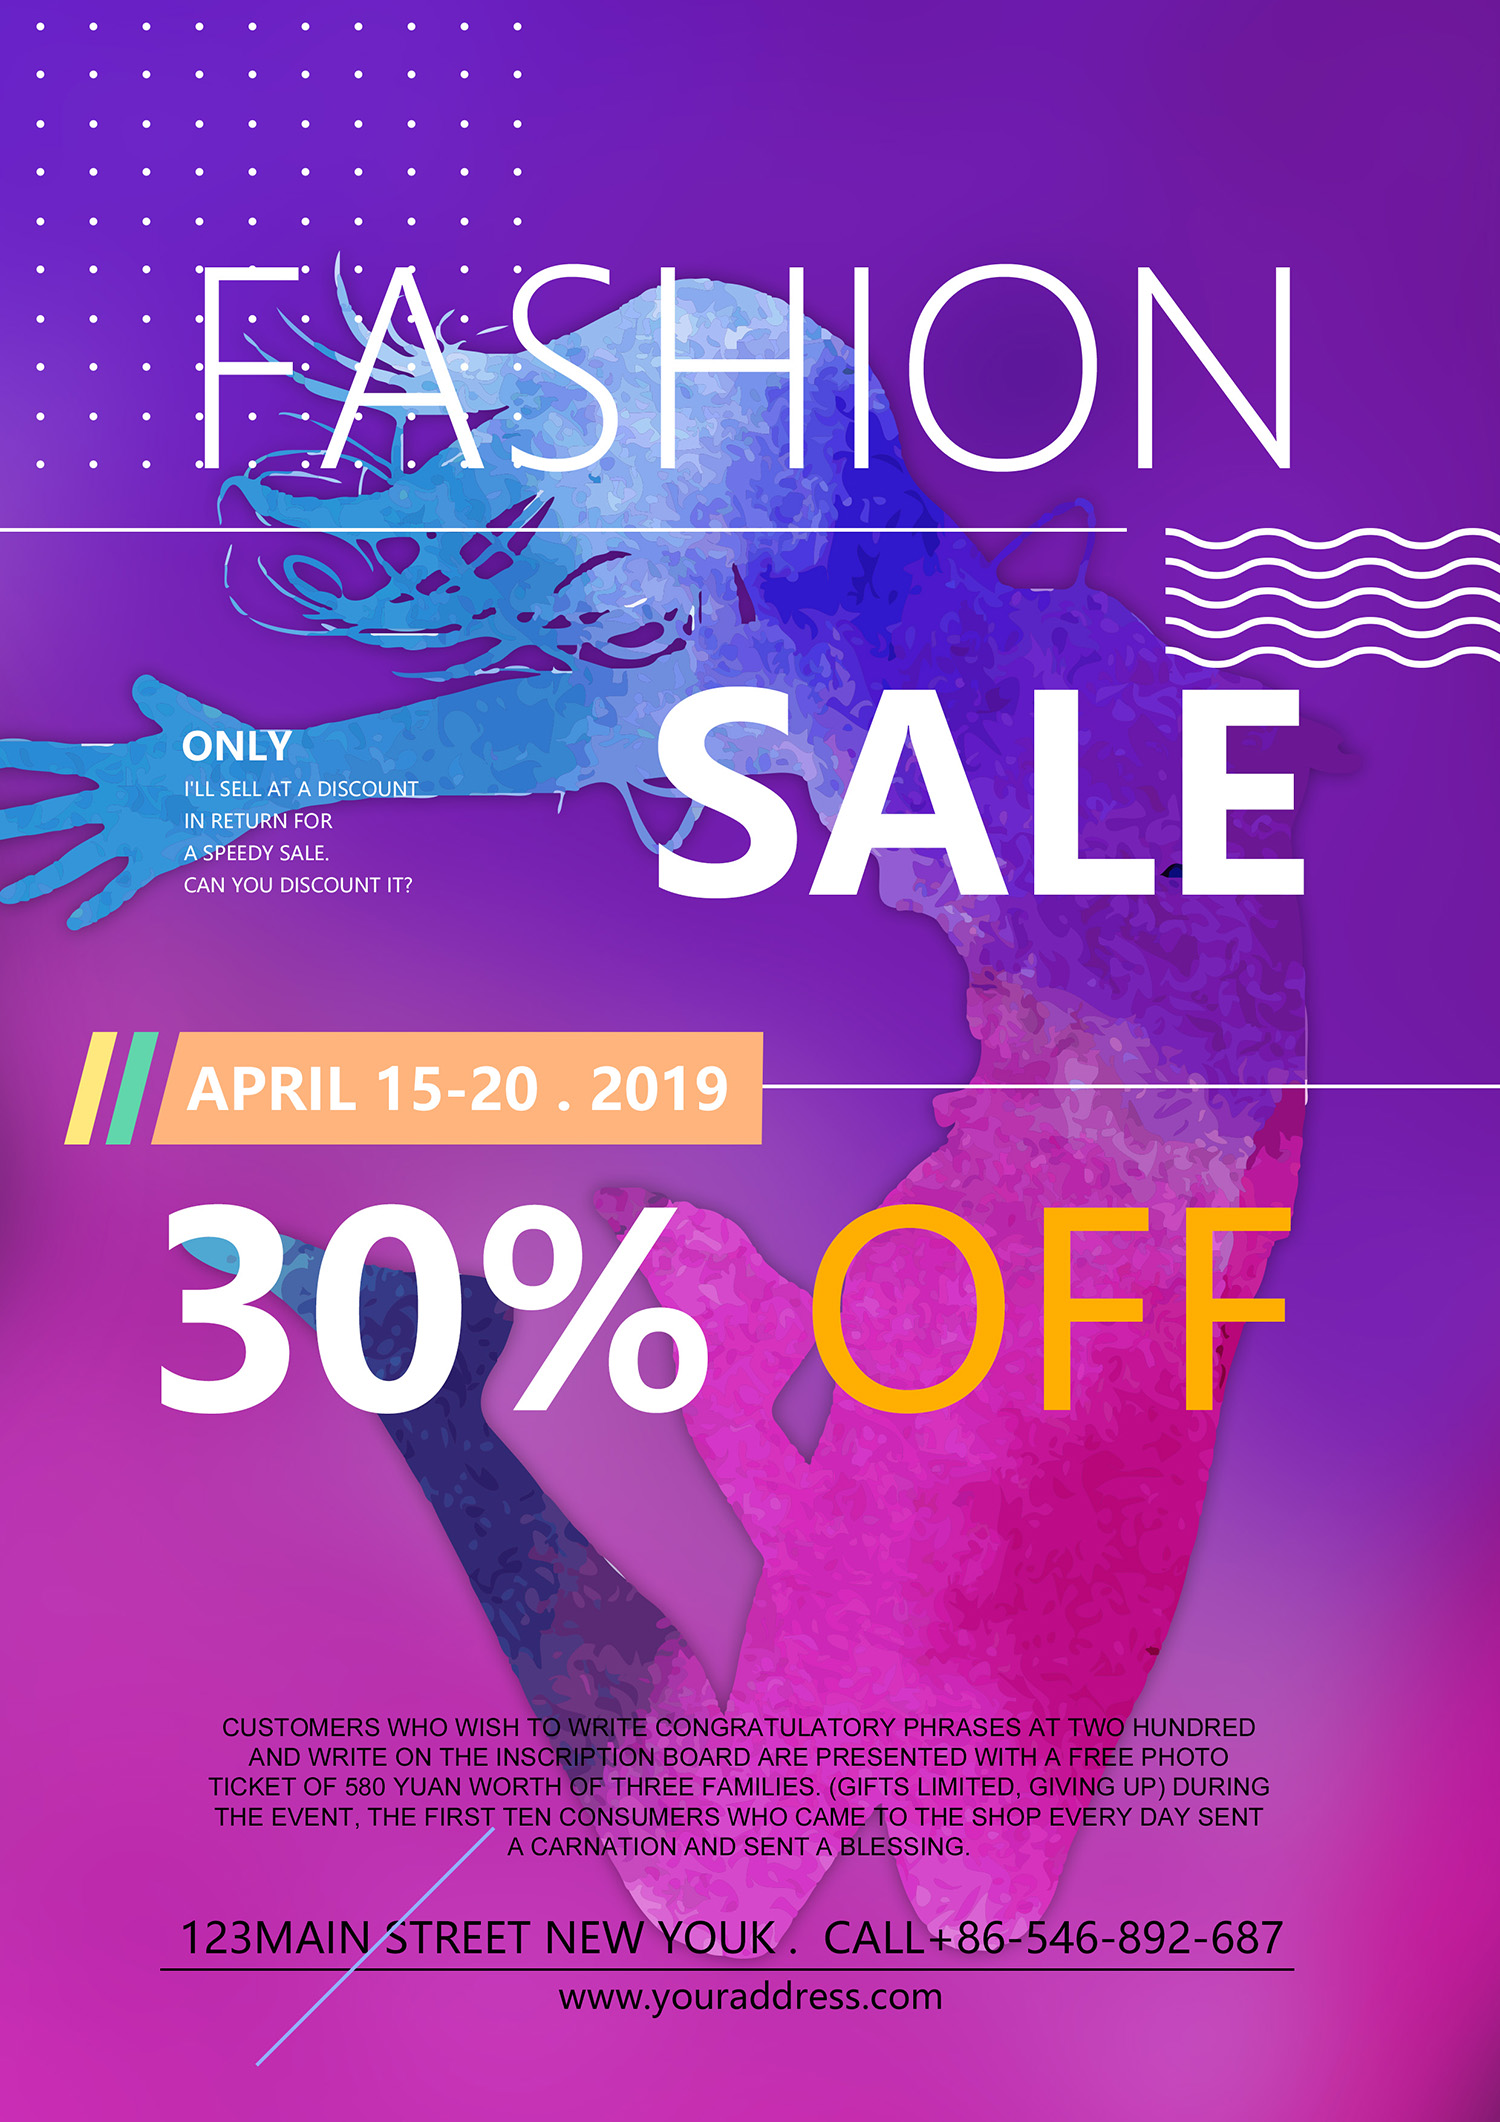 FASHION
SALE
ONLY
I'LL SELL AT A DISCOUNT
IN RETURN FOR
A SPEEDY SALE.
CAN YOU DISCOUNT IT?
APRIL 15-20 . 2019
30% OFF
CUSTOMERS WHO WISH TO WRITE CONGRATULATORY PHRASES AT TWO HUNDRED
AND WRITE ON THE INSCRIPTION BOARD ARE PRESENTED WITH A FREE PHOTO
TICKET OF 580 YUAN WORTH OF THREE FAMILIES. (GIFTS LIMITED, GIVING UP) DURING
THE EVENT, THE FIRST TEN CONSUMERS WHO CAME TO THE SHOP EVERY DAY SENT
A CARNATION AND SENT A BLESSING.
123MAIN STREET NEW YOUK . CALL+86-546-892-687
www.youraddress.com